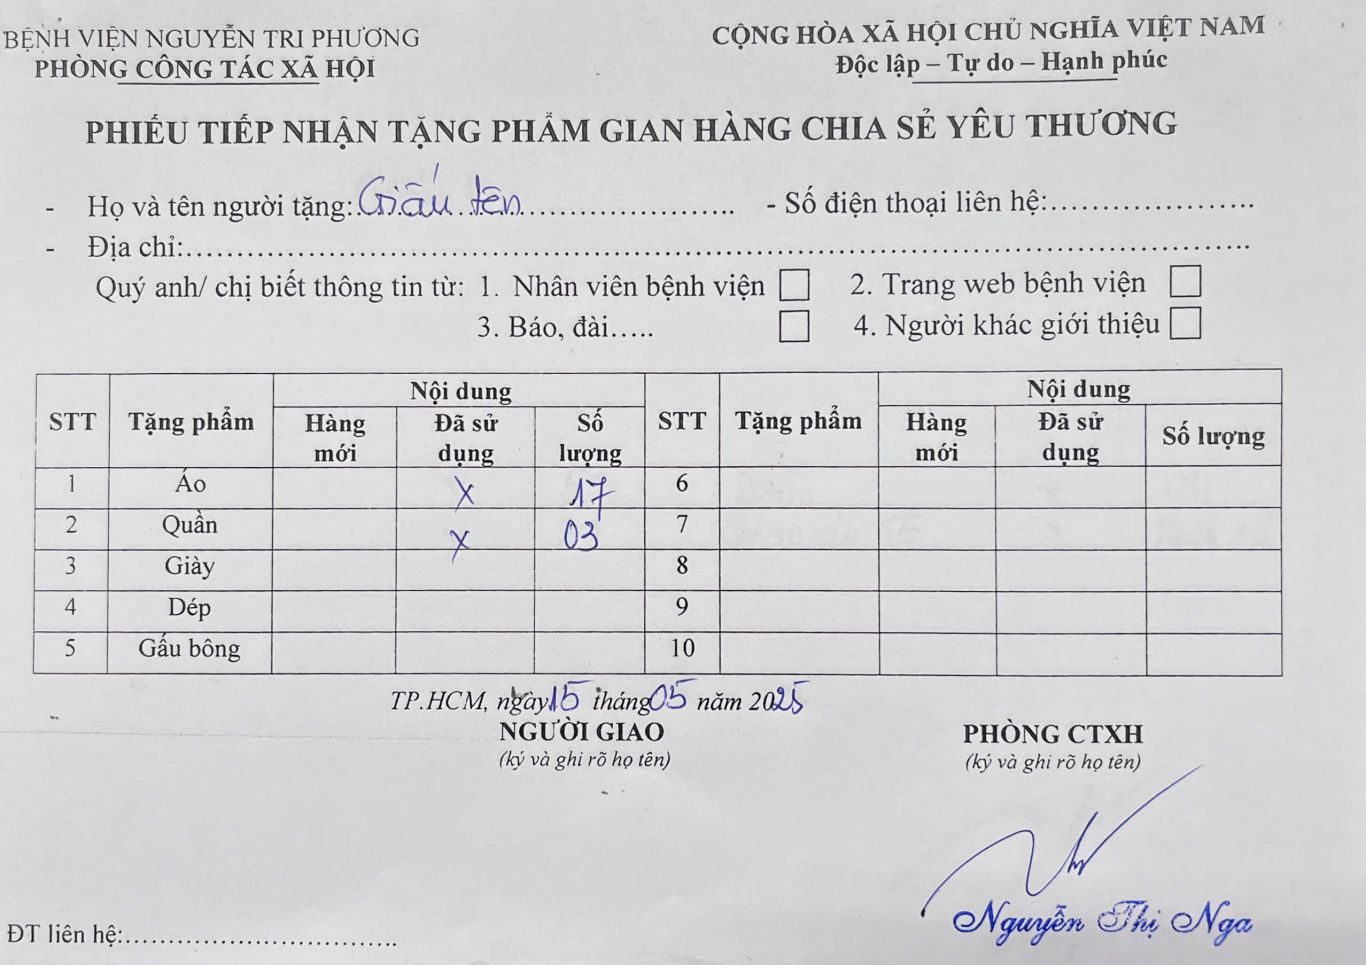 BỆNH VIỆN NGUYỄN TRI PHƯƠNG
PHÒNG CÔNG TÁC XÃ HỘI
CỘNG HÒA XÃ HỘI CHỦ NGHĨA VIỆT NAM
Độc lập – Tự do – Hạnh phúc
PHIẾU TIẾP NHẬN TẶNG PHẨM GIAN HÀNG CHIA SẺ YÊU THƯƠNG
- Họ và tên người tặng: Giấu tên - Số điện thoại liên hệ:
- Địa chỉ:
Quý anh/ chị biết thông tin từ: 1. Nhân viên bệnh viện 2. Trang web bệnh viện
3. Báo, đài..... 4. Người khác giới thiệu
STT Tặng phẩm Nội dung STT Tặng phẩm Nội dung
Hàng mới Đã sử dụng Số lượng Hàng mới Đã sử dụng Số lượng
1 Áo X 17 6
2 Quần X 03 7
3 Giày 8
4 Dép 9
5 Gấu bông 10
TP.HCM, ngày 15 tháng 05 năm 2025
NGƯỜI GIAO
(ký và ghi rõ họ tên)
PHÒNG CTXH
(ký và ghi rõ họ tên)
Nguyễn Thị Nga
ĐT liên hệ: